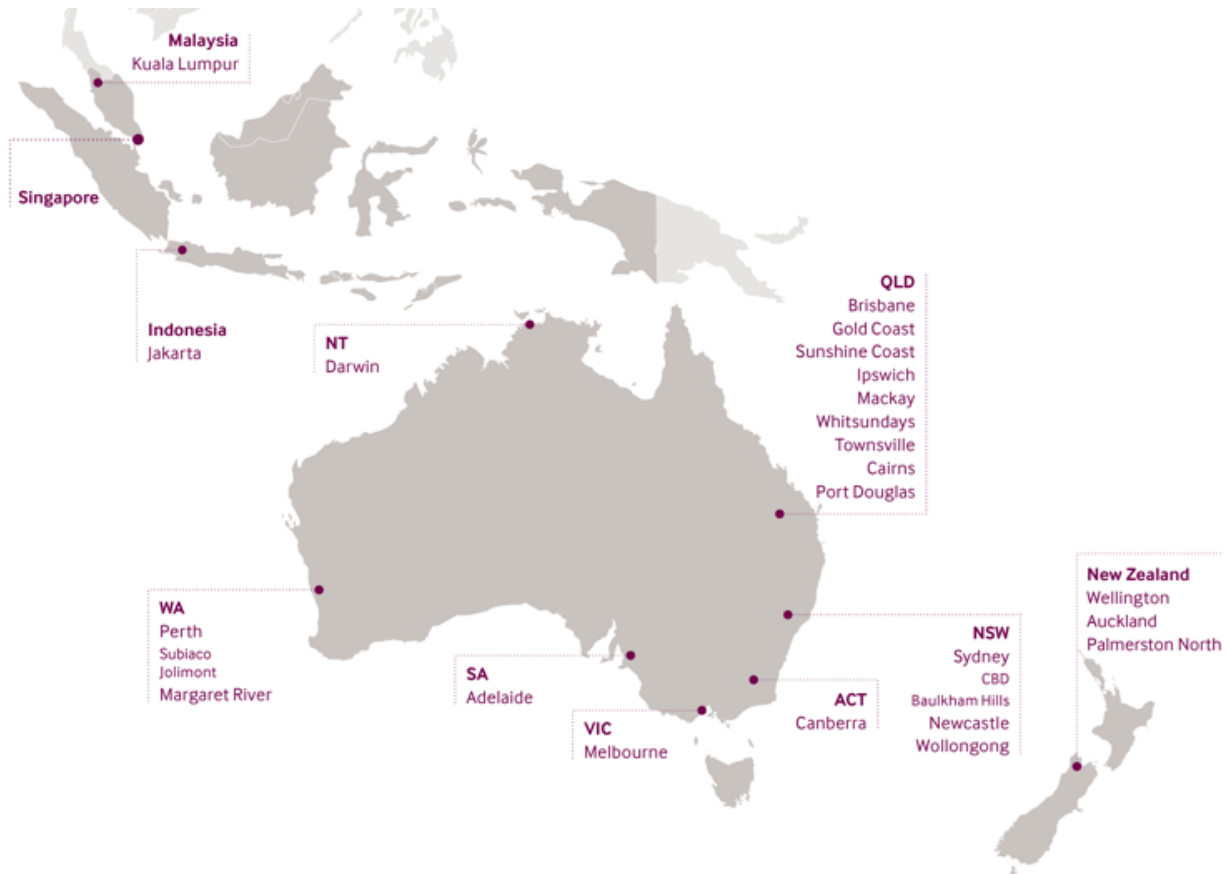 Malaysia
Kuala Lumpur
Singapore
Indonesia
Jakarta
NT
Darwin
QLD
Brisbane
Gold Coast
Sunshine Coast
Ipswich
Mackay
Whitsundays
Townsville
Cairns
Port Douglas
WA
Perth
Subiaco
Jolimont
Margaret River
SA
Adelaide
VIC
Melbourne
ACT
Canberra
NSW
Sydney
CBD
Baulkham Hills
Newcastle
Wollongong
New Zealand
Wellington
Auckland
Palmerston North